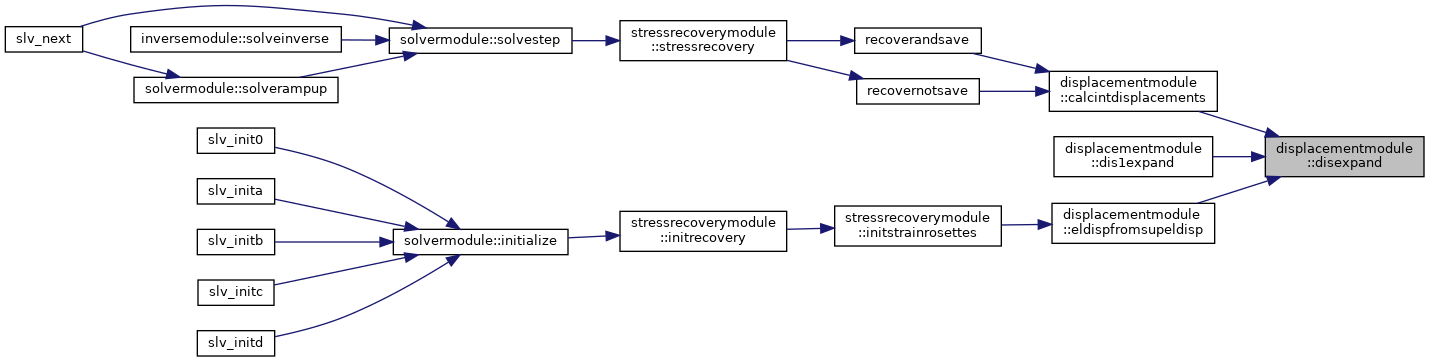 slv_next
inversemodule::solveinverse
solvermodule::solverampup
solvermodule::solvestep
stressrecoverymodule
::stressrecovery
recoverandsave
recovernotsave
displacementmodule
::calcintdisplacements
displacementmodule
::dis1expand
displacementmodule
::disexpand
slv_init0
slv_inita
slv_initb
slv_initc
slv_initd
solvermodule::initialize
stressrecoverymodule
::initrecovery
stressrecoverymodule
::initstrainrosettes
displacementmodule
::eldispfromsupeldisp